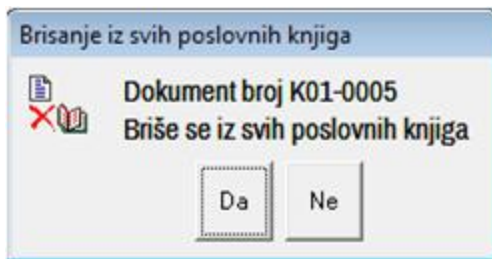 Brisanje iz svih poslovnih knjiga
Dokument broj K01-0005
Briše se iz svih poslovnih knjiga
Da
Ne